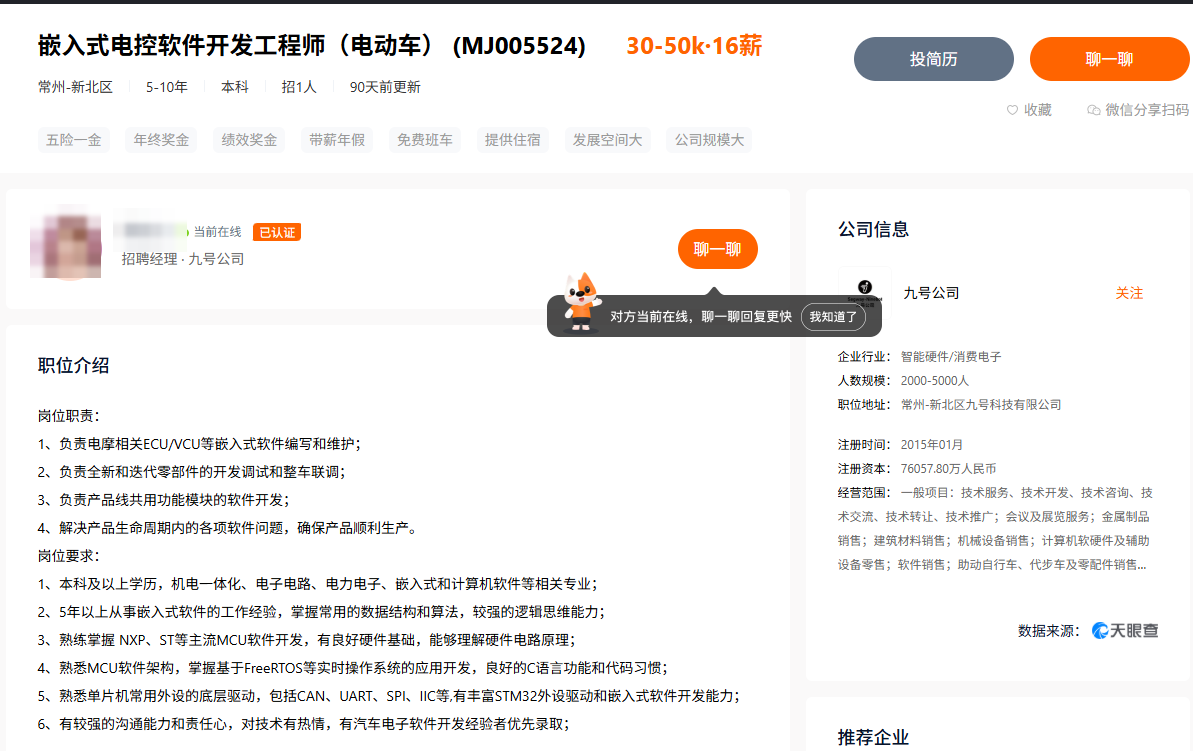 嵌入式电控软件开发工程师（电动车） (MJ005524) 30-50k·16薪
投简历 聊一聊
常州-新北区 5-10年 本科 招1人 90天前更新
收藏 微信分享扫码
五险一金 年终奖金 绩效奖金 带薪年假 免费班车 提供住宿 发展空间大 公司规模大
当前在线 已认证
招聘经理 · 九号公司
聊一聊
对方当前在线，聊一聊回复更快 我知道了
职位介绍
岗位职责：
1、负责电摩相关ECU/VCU等嵌入式软件编写和维护；
2、负责全新和迭代零部件的开发调试和整车联调；
3、负责产品线共用功能模块的软件开发；
4、解决产品生命周期内的各项软件问题，确保产品顺利生产。
岗位要求：
1、本科及以上学历，机电一体化、电子电路、电力电子、嵌入式和计算机软件等相关专业；
2、5年以上从事嵌入式软件的工作经验，掌握常用的数据结构和算法，较强的逻辑思维能力；
3、熟练掌握 NXP、ST等主流MCU软件开发，有良好硬件基础，能够理解硬件电路原理；
4、熟悉MCU软件架构，掌握基于FreeRTOS等实时操作系统的应用开发，良好的C语言功能和代码习惯；
5、熟悉单片机常用外设的底层驱动，包括CAN、UART、SPI、IIC等,有丰富STM32外设驱动和嵌入式软件开发能力；
6、有较强的沟通能力和责任心，对技术有热情，有汽车电子软件开发经验者优先录取；
公司信息
九号公司 关注
企业行业： 智能硬件/消费电子
人数规模： 2000-5000人
职位地址： 常州-新北区九号科技有限公司
注册时间： 2015年01月
注册资本： 76057.80万人民币
经营范围： 一般项目：技术服务、技术开发、技术咨询、技
术交流、技术转让、技术推广；会议及展览服务；金属制品
销售；建筑材料销售；机械设备销售；计算机软硬件及辅助
设备零售；软件销售；助动自行车、代步车及零配件销售...
数据来源： 天眼查
推荐企业